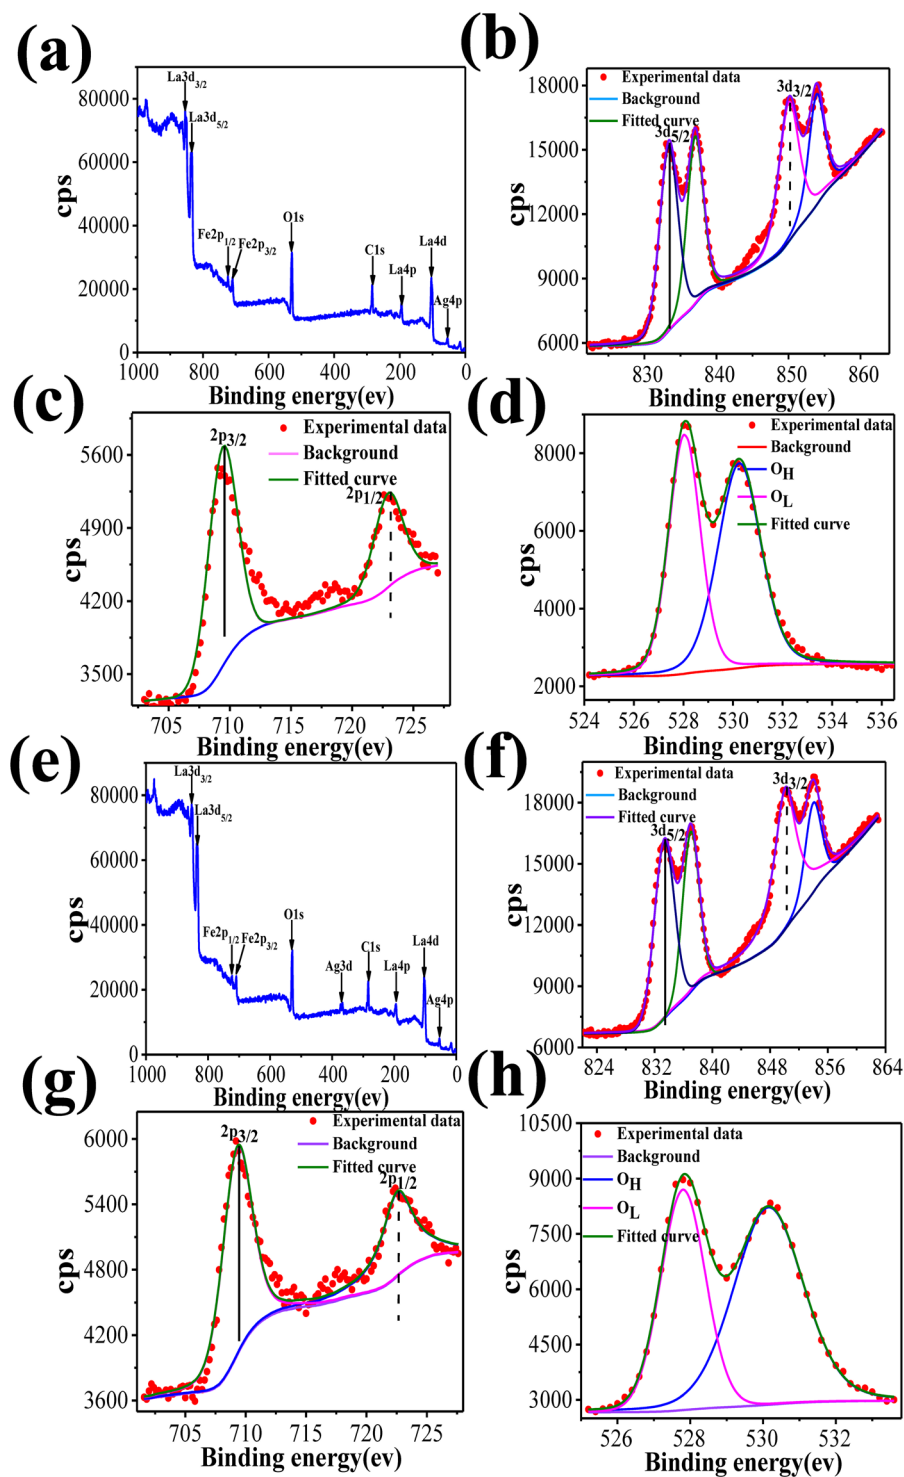 (a)
La3d3/2
La3d5/2
Fe2p1/2
Fe2p3/2
O1s
C1s
La4p
La4d
Ag4p
cps
80000
60000
40000
20000
0
1000 800 600 400 200 0
Binding energy(ev)
(b)
Experimental data
Background
Fitted curve
3d5/2
3d3/2
cps
18000
15000
12000
9000
6000
830 840 850 860
Binding energy(ev)
(c)
Experimental data
Background
Fitted curve
2p3/2
2p1/2
cps
5600
4900
4200
3500
705 710 715 720 725
Binding energy(ev)
(d)
Experimental data
Background
OH
OL
Fitted curve
cps
8000
6000
4000
2000
524 526 528 530 532 534 536
Binding energy(ev)
(e)
La3d3/2
La3d5/2
Fe2p1/2
Fe2p3/2
O1s
Ag3d
C1s
La4p
La4d
Ag4p
cps
80000
60000
40000
20000
0
1000 800 600 400 200 0
Binding energy(ev)
(f)
Experimental data
Background
Fitted curve
3d5/2
3d3/2
cps
18000
15000
12000
9000
6000
824 832 840 848 856 864
Binding energy(ev)
(g)
Experimental data
Background
Fitted curve
2p3/2
2p1/2
cps
6000
5400
4800
4200
3600
705 710 715 720 725
Binding energy(ev)
(h)
Experimental data
Background
OH
OL
Fitted curve
cps
10500
9000
7500
6000
4500
3000
526 528 530 532
Binding energy(ev)